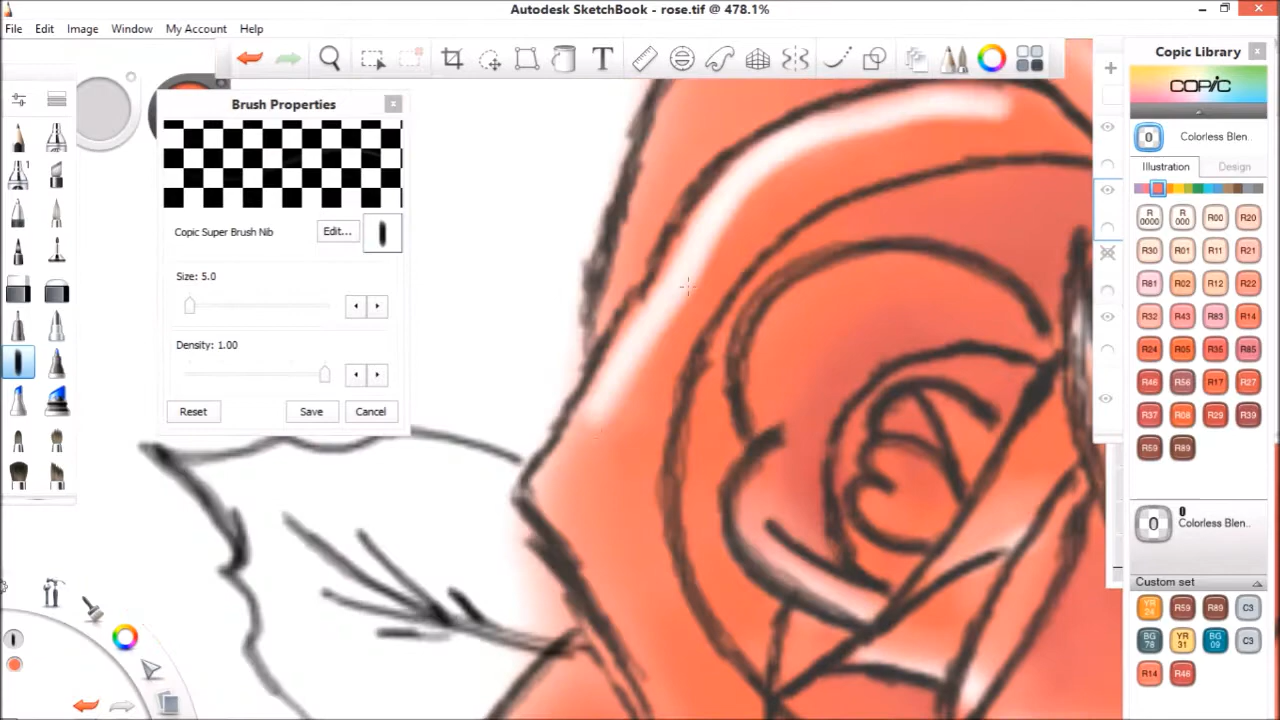 Autodesk SketchBook - rose.tif @ 478.1%
File Edit Image Window My Account Help
T
Copic Library
COPIC
0 Colorless Blen..
Illustration Design
Brush Properties
Copic Super Brush Nib Edit...
Size: 5.0
Density: 1.00
Reset Save Cancel
1
R 0000 R 000 R00 R20
R30 R01 R11 R21
R81 R02 R12 R22
R32 R43 R83 R14
R24 R05 R35 R85
R46 R56 R17 R27
R37 R08 R29 R39
R59 R89
0
0 Colorless Blen..
Custom set
YR 24 R59 R89 C3
BG 78 YR 31 BG 09 C3
R14 R46